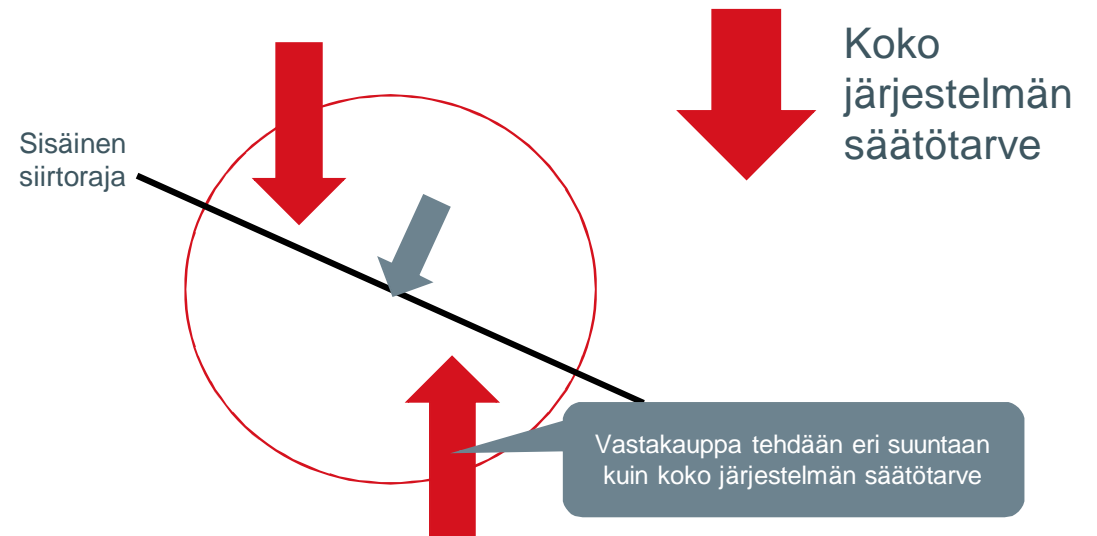 Koko
järjestelmän
säätötarve
Sisäinen
siirtoraja
Vastakauppa tehdään eri suuntaan
kuin koko järjestelmän säätötarve